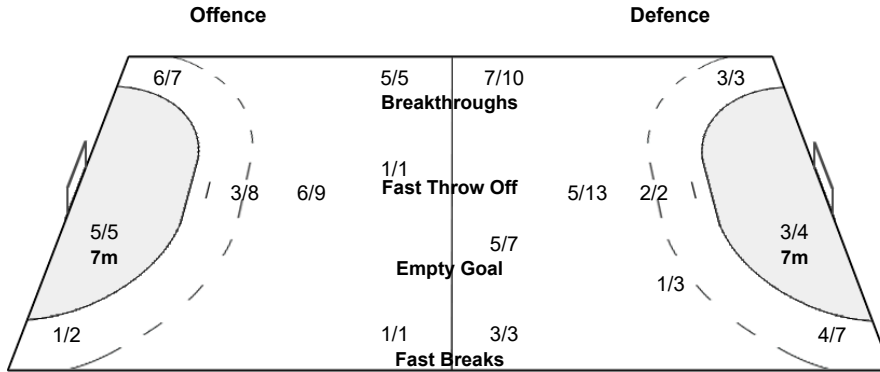 Offence Defence
6/7 5/5 7/10 3/3
Breakthroughs
1/1
Fast Throw Off
3/8 6/9 5/13 2/2
5/5 3/4
7m 7m
5/7
Empty Goal
1/3
1/2 1/1 3/3 4/7
Fast Breaks